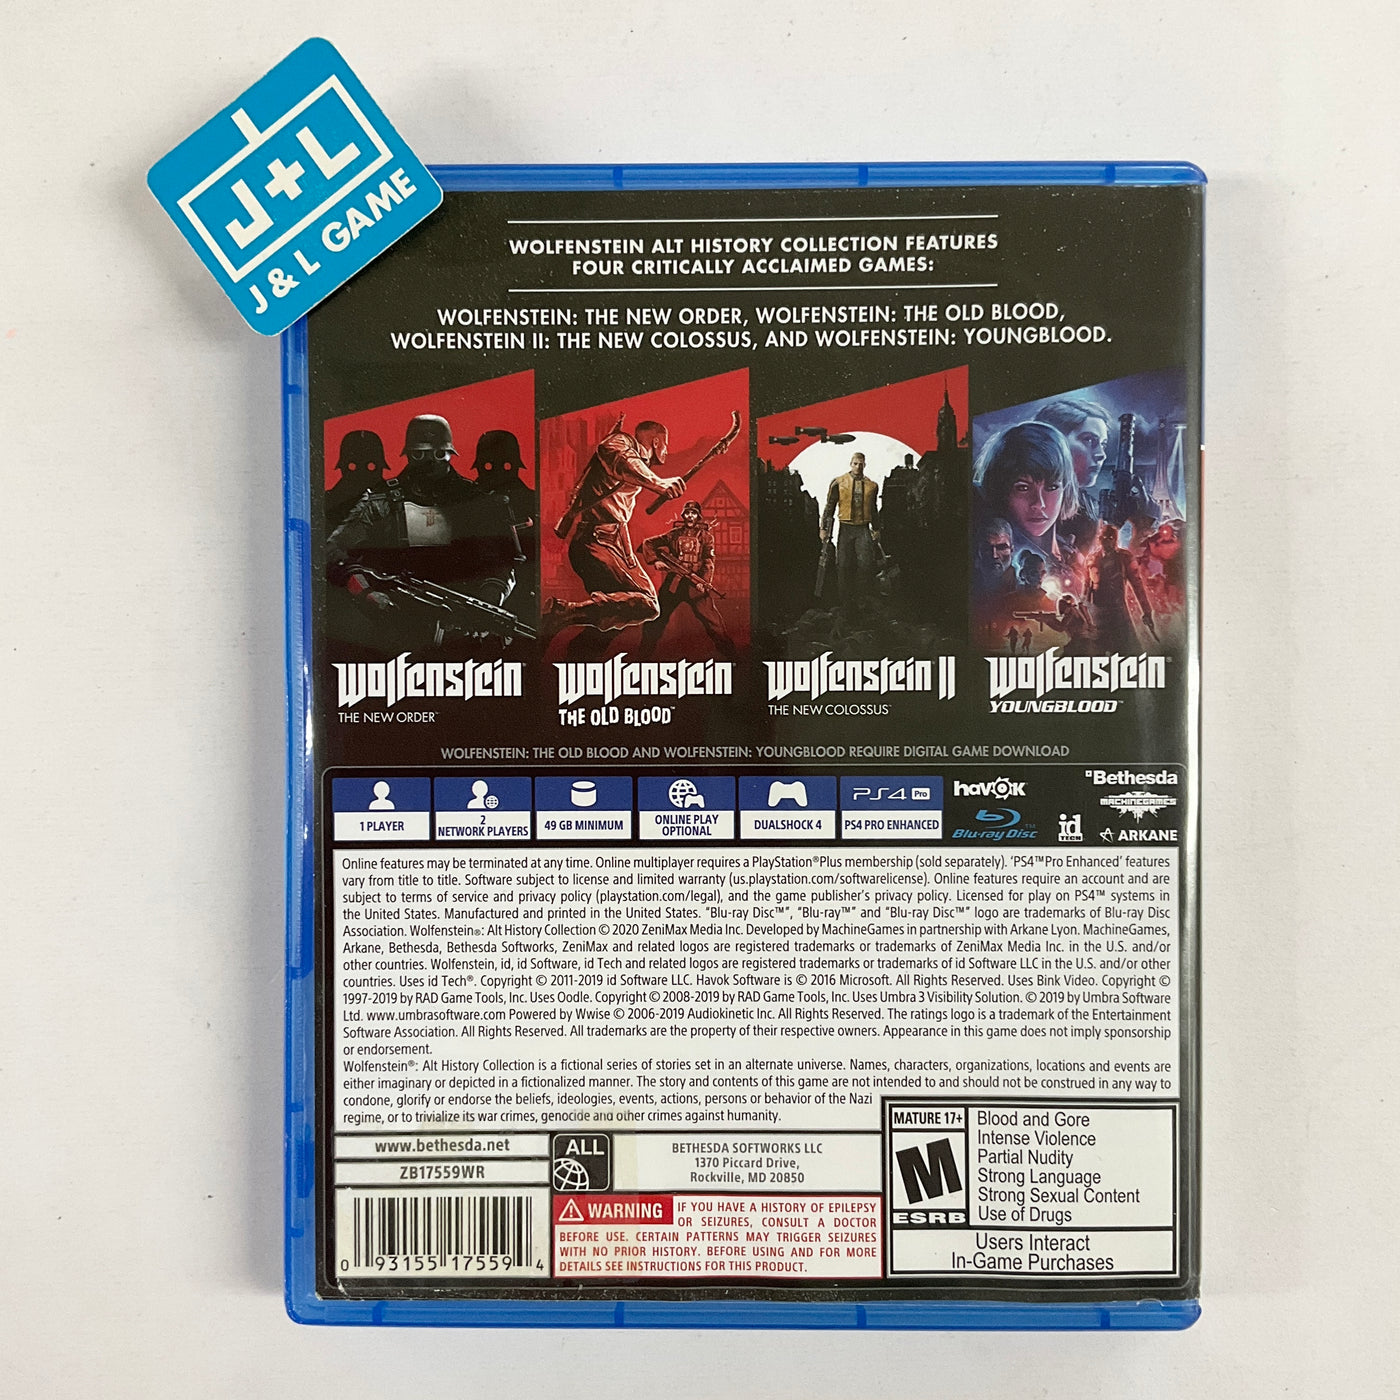 J+L
J & L GAME
WOLFENSTEIN ALT HISTORY COLLECTION FEATURES
FOUR CRITICALLY ACCLAIMED GAMES:
WOLFENSTEIN: THE NEW ORDER, WOLFENSTEIN: THE OLD BLOOD,
WOLFENSTEIN II: THE NEW COLOSSUS, AND WOLFENSTEIN: YOUNGBLOOD.
Wolfenstein
THE NEW ORDER™
Wolfenstein
THE OLD BLOOD™
Wolfenstein II
THE NEW COLOSSUS™
Wolfenstein®
YOUNGBLOOD™
WOLFENSTEIN: THE OLD BLOOD AND WOLFENSTEIN: YOUNGBLOOD REQUIRE DIGITAL GAME DOWNLOAD
1 PLAYER
2
NETWORK PLAYERS
49 GB MINIMUM
ONLINE PLAY
OPTIONAL
DUALSHOCK 4
PS4 Pro
PS4 PRO ENHANCED
havok
Blu-ray Disc™
id
TECH
Bethesda
MACHINEGAMES
ARKANE
Online features may be terminated at any time. Online multiplayer requires a PlayStation®Plus membership (sold separately). 'PS4™Pro Enhanced' features
vary from title to title. Software subject to license and limited warranty (us.playstation.com/softwarelicense). Online features require an account and are
subject to terms of service and privacy policy (playstation.com/legal), and the game publisher's privacy policy. Licensed for play on PS4™ systems in
the United States. Manufactured and printed in the United States. "Blu-ray Disc™", "Blu-ray™" and "Blu-ray Disc™" logo are trademarks of Blu-ray Disc
Association. Wolfenstein®: Alt History Collection © 2020 ZeniMax Media Inc. Developed by MachineGames in partnership with Arkane Lyon. MachineGames,
Arkane, Bethesda, Bethesda Softworks, ZeniMax and related logos are registered trademarks or trademarks of ZeniMax Media Inc. in the U.S. and/or
other countries. Wolfenstein, id, id Software, id Tech and related logos are registered trademarks or trademarks of id Software LLC in the U.S. and/or other
countries. Uses id Tech®. Copyright © 2011-2019 id Software LLC. Havok Software is © 2016 Microsoft. All Rights Reserved. Uses Bink Video. Copyright ©
1997-2019 by RAD Game Tools, Inc. Uses Oodle. Copyright © 2008-2019 by RAD Game Tools, Inc. Uses Umbra 3 Visibility Solution. © 2019 by Umbra Software
Ltd. www.umbrasoftware.com Powered by Wwise © 2006-2019 Audiokinetic Inc. All Rights Reserved. The ratings logo is a trademark of the Entertainment
Software Association. All Rights Reserved. All trademarks are the property of their respective owners. Appearance in this game does not imply sponsorship
or endorsement.
Wolfenstein®: Alt History Collection is a fictional series of stories set in an alternate universe. Names, characters, organizations, locations and events are
either imaginary or depicted in a fictionalized manner. The story and contents of this game are not intended to and should not be construed in any way to
condone, glorify or endorse the beliefs, ideologies, events, actions, persons or behavior of the Nazi
regime, or to trivialize its war crimes, genocide and other crimes against humanity.
www.bethesda.net
ZB17559WR
ALL
BETHESDA SOFTWORKS LLC
1370 Piccard Drive,
Rockville, MD 20850
0 93155 17559 4
WARNING IF YOU HAVE A HISTORY OF EPILEPSY
OR SEIZURES, CONSULT A DOCTOR
BEFORE USE. CERTAIN PATTERNS MAY TRIGGER SEIZURES
WITH NO PRIOR HISTORY. BEFORE USING AND FOR MORE
DETAILS SEE INSTRUCTIONS FOR THIS PRODUCT.
MATURE 17+
M
ESRB
Blood and Gore
Intense Violence
Partial Nudity
Strong Language
Strong Sexual Content
Use of Drugs
Users Interact
In-Game Purchases